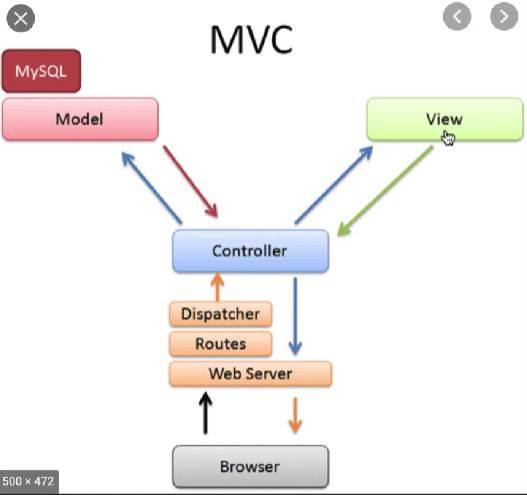 MVC
MySQL
Model
View
Controller
Dispatcher
Routes
Web Server
Browser
500 × 472